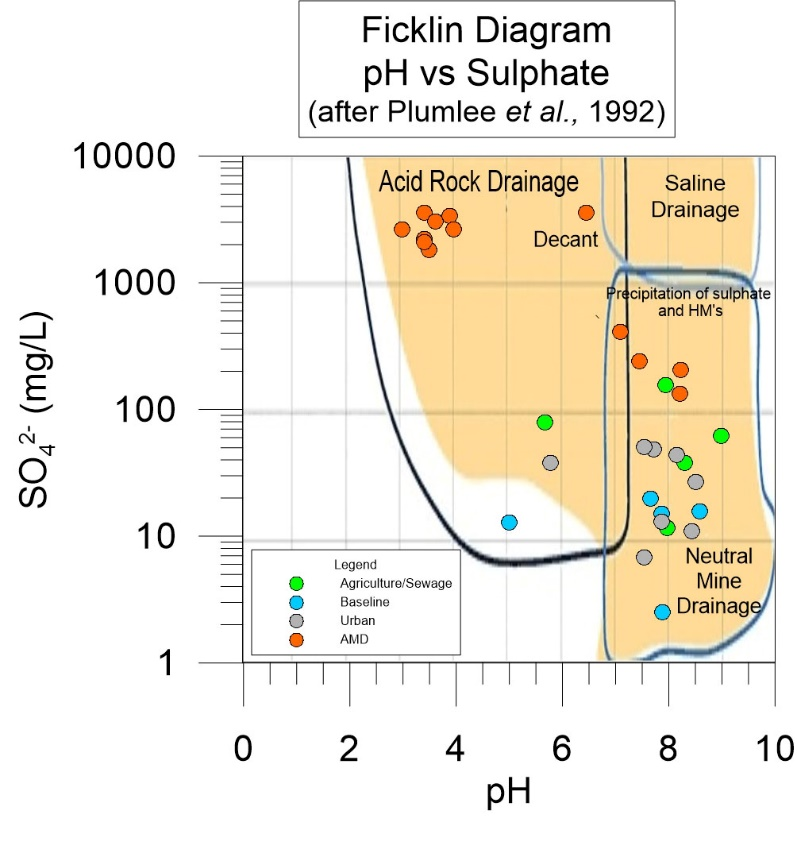 Ficklin Diagram
pH vs Sulphate
(after Plumlee et al., 1992)
10000
1000
100
10
1
SO₄²⁻ (mg/L)
Acid Rock Drainage
Saline
Drainage
Decant
Precipitation of sulphate
and HM's
Neutral
Mine
Drainage
Legend
Agriculture/Sewage
Baseline
Urban
AMD
0 2 4 6 8 10
pH